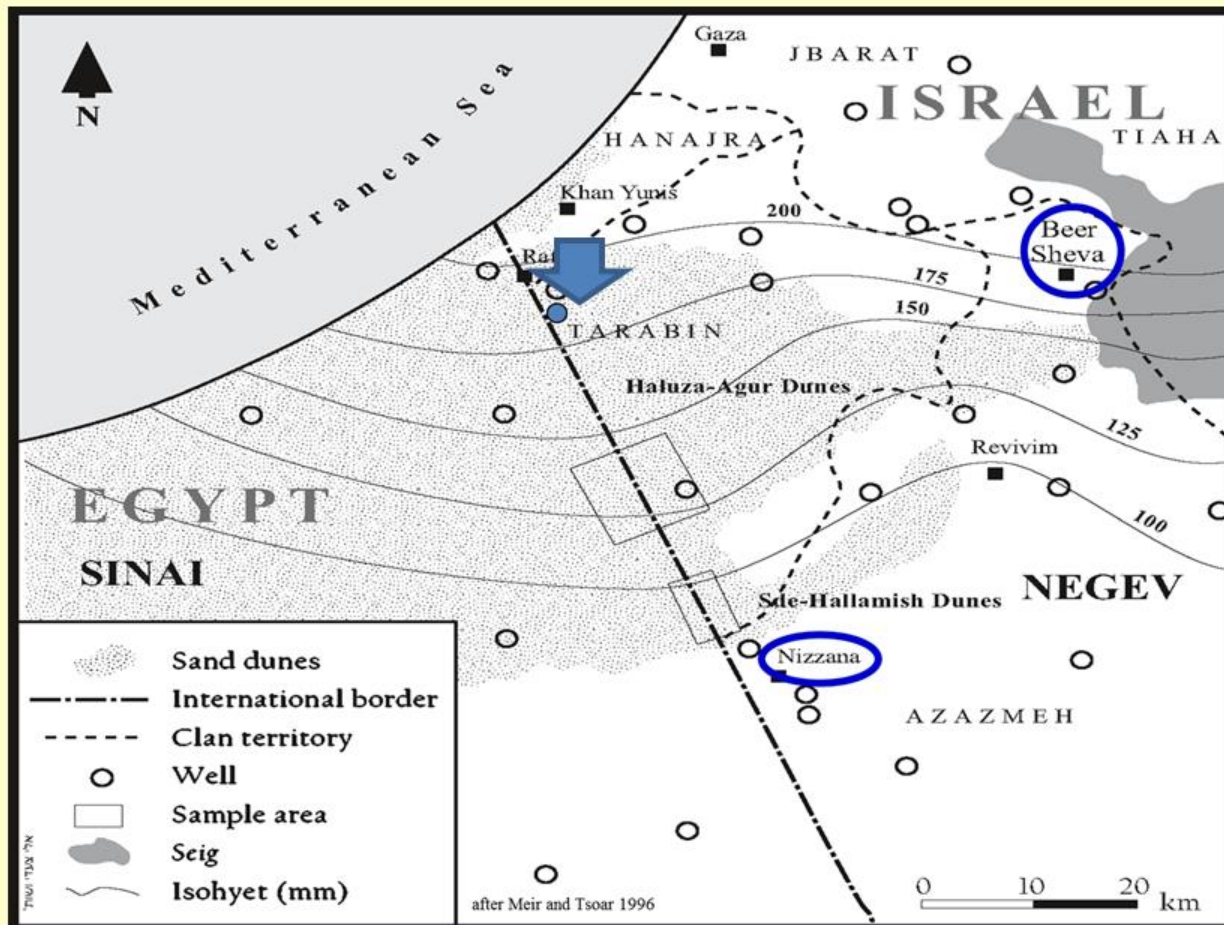 Gaza
JBARAT
ISRAEL
TIAHA
N
Mediterranean Sea
HANAJRA
Khan Yunis
200
Beer
Sheva
Raf
175
150
TARABIN
Haluza-Agur Dunes
125
Revivim
EGYPT
100
SINAI
NEGEV
Sde-Hallamish Dunes
Nizzana
AZAZMEH
Sand dunes
International border
Clan territory
Well
Sample area
Seig
Isohyet (mm)
after Meir and Tsoar 1996
0 10 20
km